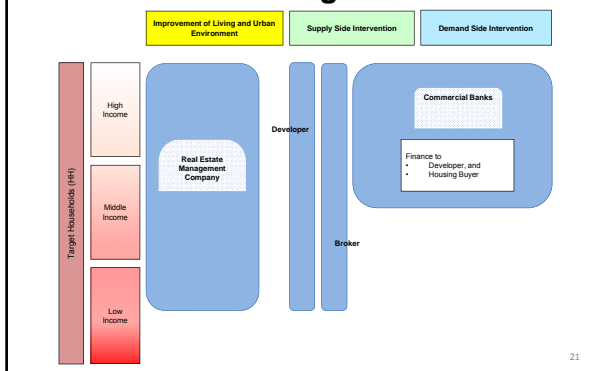 Improvement of Living and Urban
Environment
Supply Side Intervention
Demand Side Intervention
Target Households (HH)
High
Income
Middle
Income
Low
Income
Real Estate
Management
Company
Developer
Broker
Commercial Banks
Finance to
• Developer, and
• Housing Buyer
21